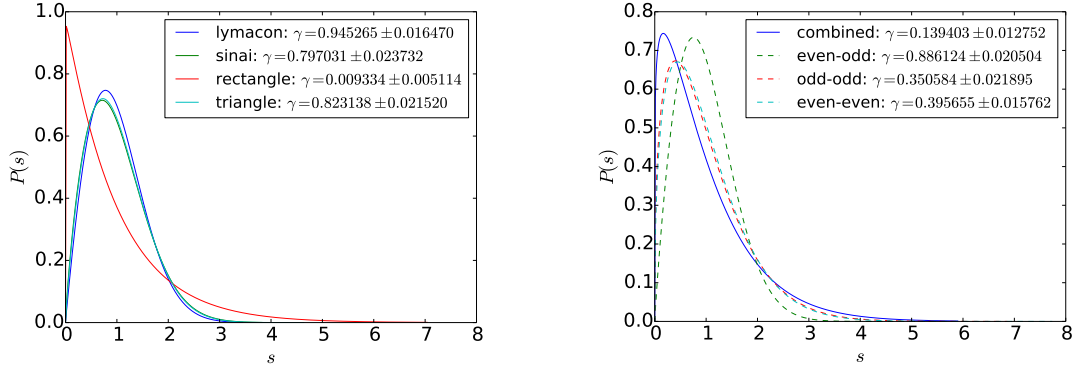 1.0
0.8
0.6
0.4
0.2
0.0
P(s)
0 1 2 3 4 5 6 7 8
s
lymacon: γ=0.945265±0.016470
sinai: γ=0.797031±0.023732
rectangle: γ=0.009334±0.005114
triangle: γ=0.823138±0.021520
0.8
0.7
0.6
0.5
0.4
0.3
0.2
0.1
0.0
P(s)
0 1 2 3 4 5 6 7 8
s
combined: γ=0.139403±0.012752
even-odd: γ=0.886124±0.020504
odd-odd: γ=0.350584±0.021895
even-even: γ=0.395655±0.015762